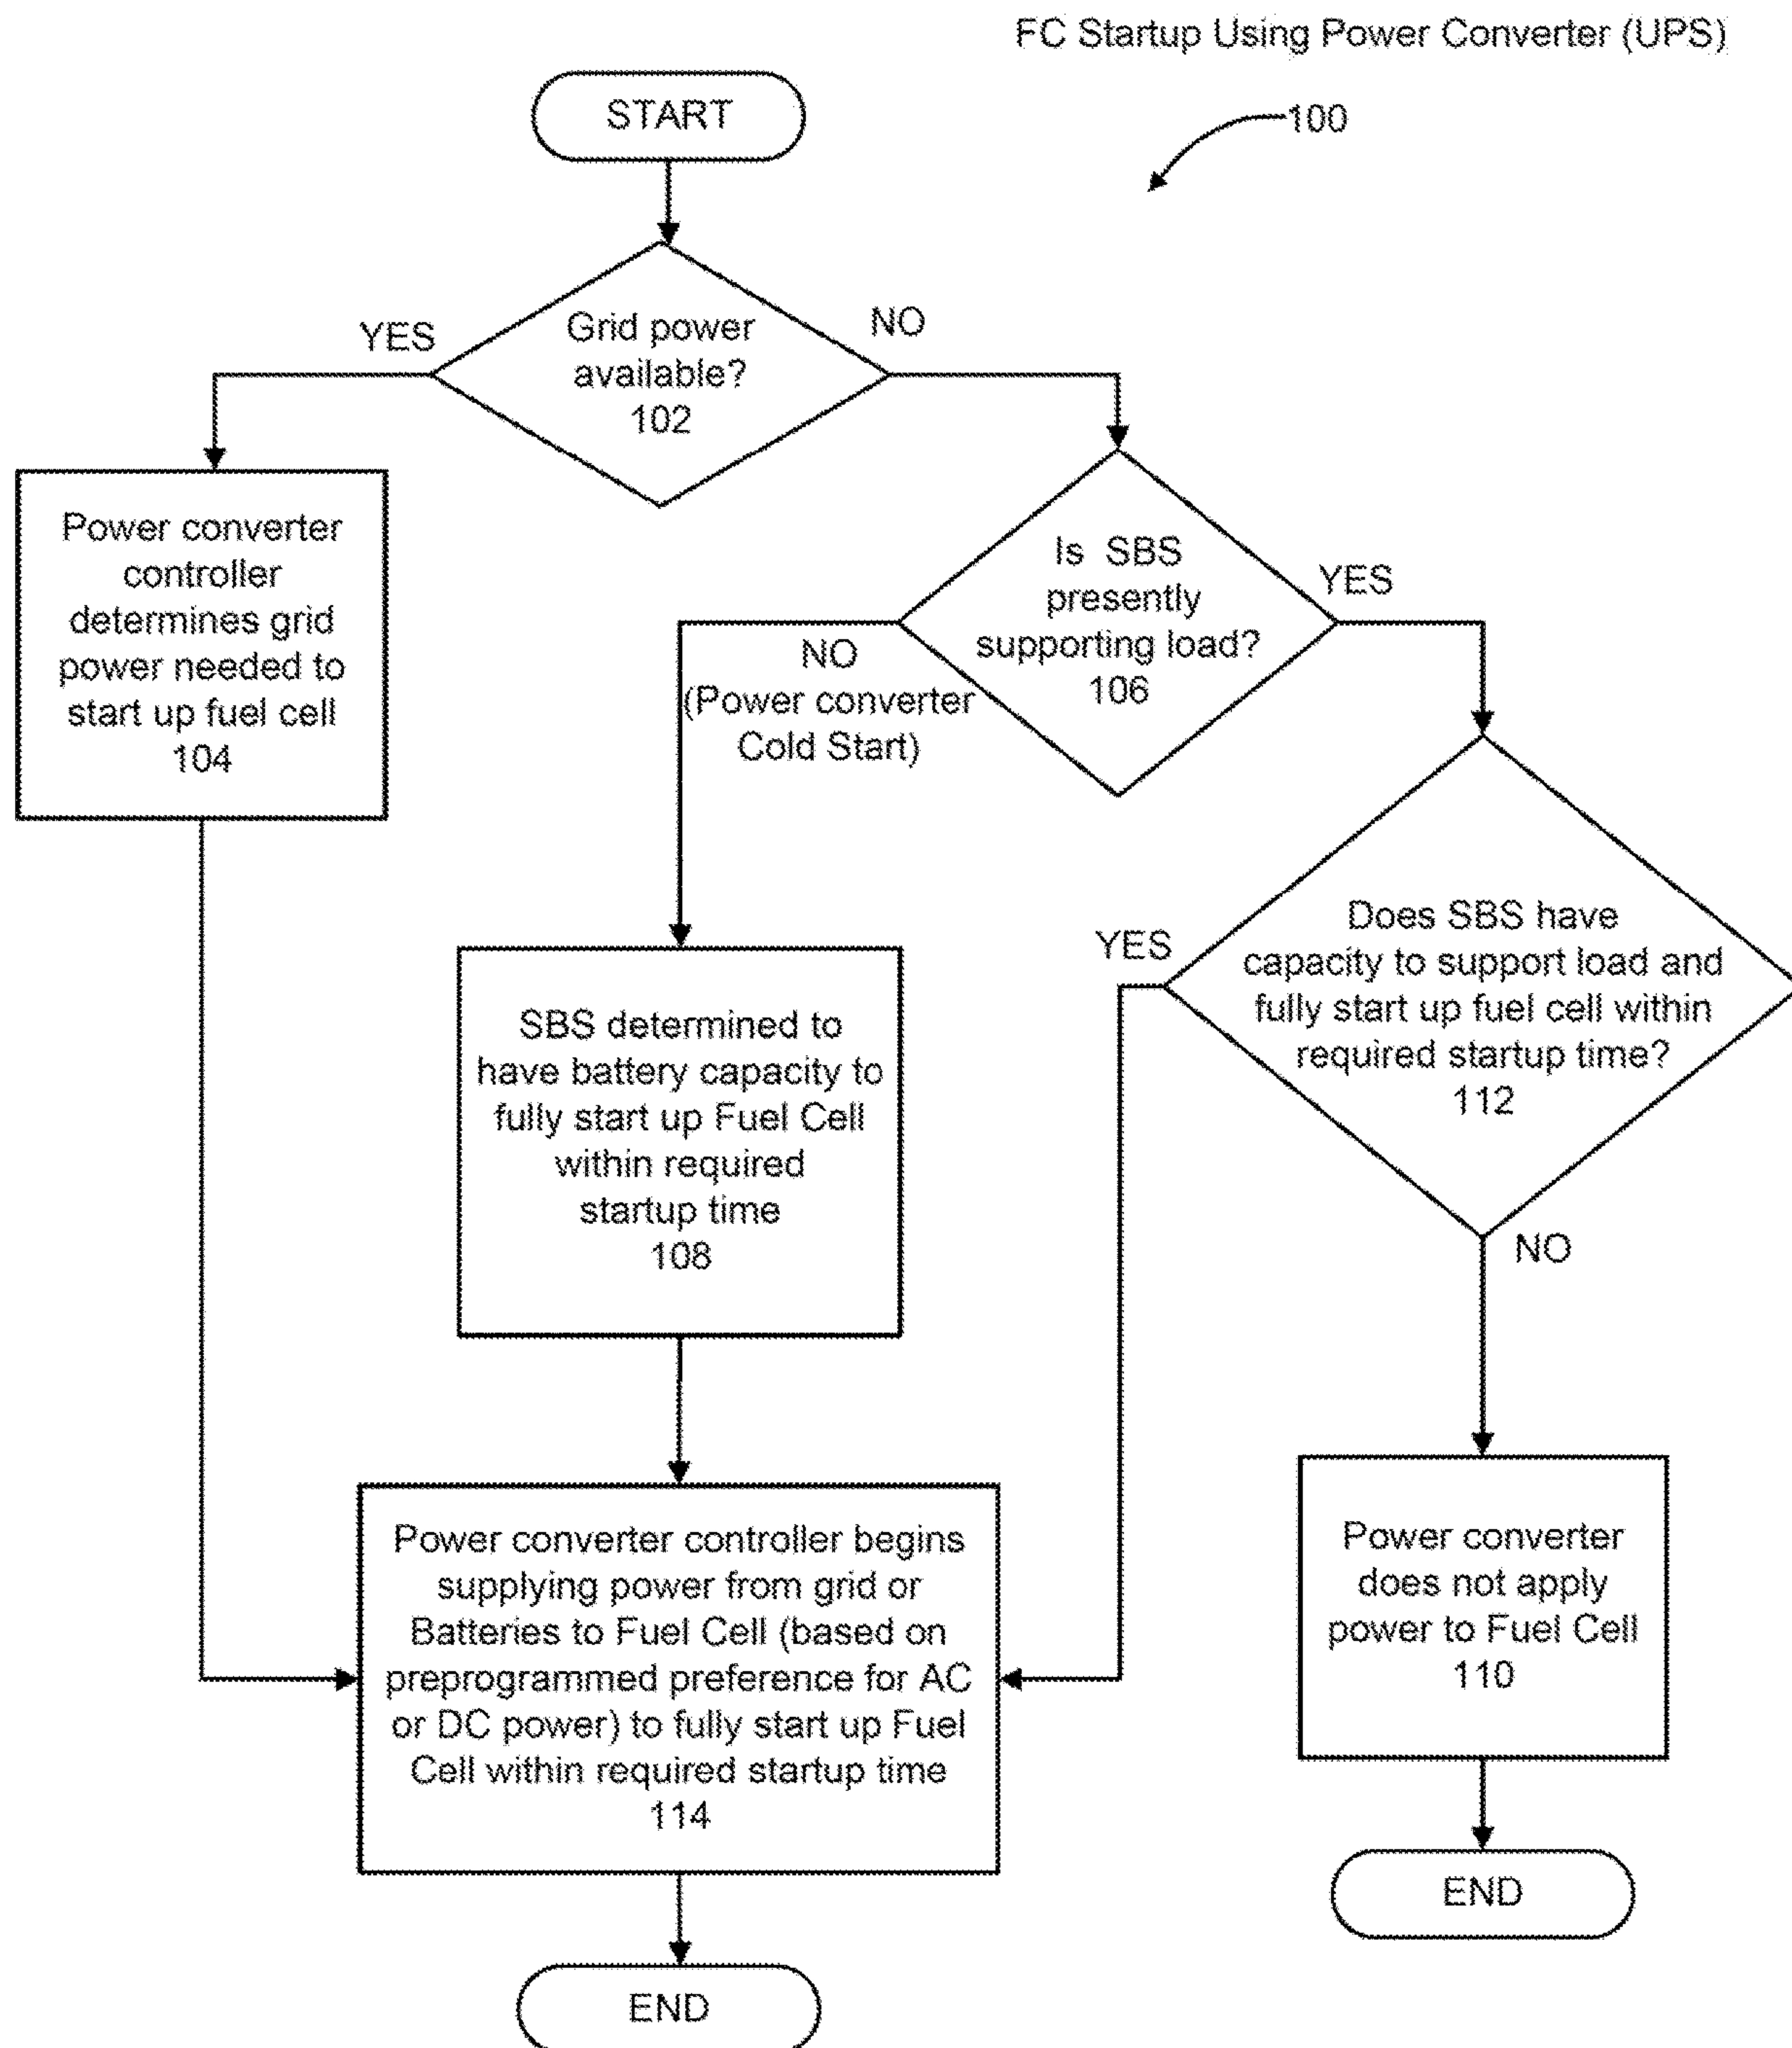 FC Startup Using Power Converter (UPS)
100
START
Grid power
available?
102
YES
NO
Power converter
controller
determines grid
power needed to
start up fuel cell
104
Is SBS
presently
supporting load?
106
YES
NO
(Power converter
Cold Start)
Does SBS have
capacity to support load and
fully start up fuel cell within
required startup time?
112
YES
NO
SBS determined to
have battery capacity to
fully start up Fuel Cell
within required
startup time
108
Power converter controller begins
supplying power from grid or
Batteries to Fuel Cell (based on
preprogrammed preference for AC
or DC power) to fully start up Fuel
Cell within required startup time
114
Power converter
does not apply
power to Fuel Cell
110
END
END